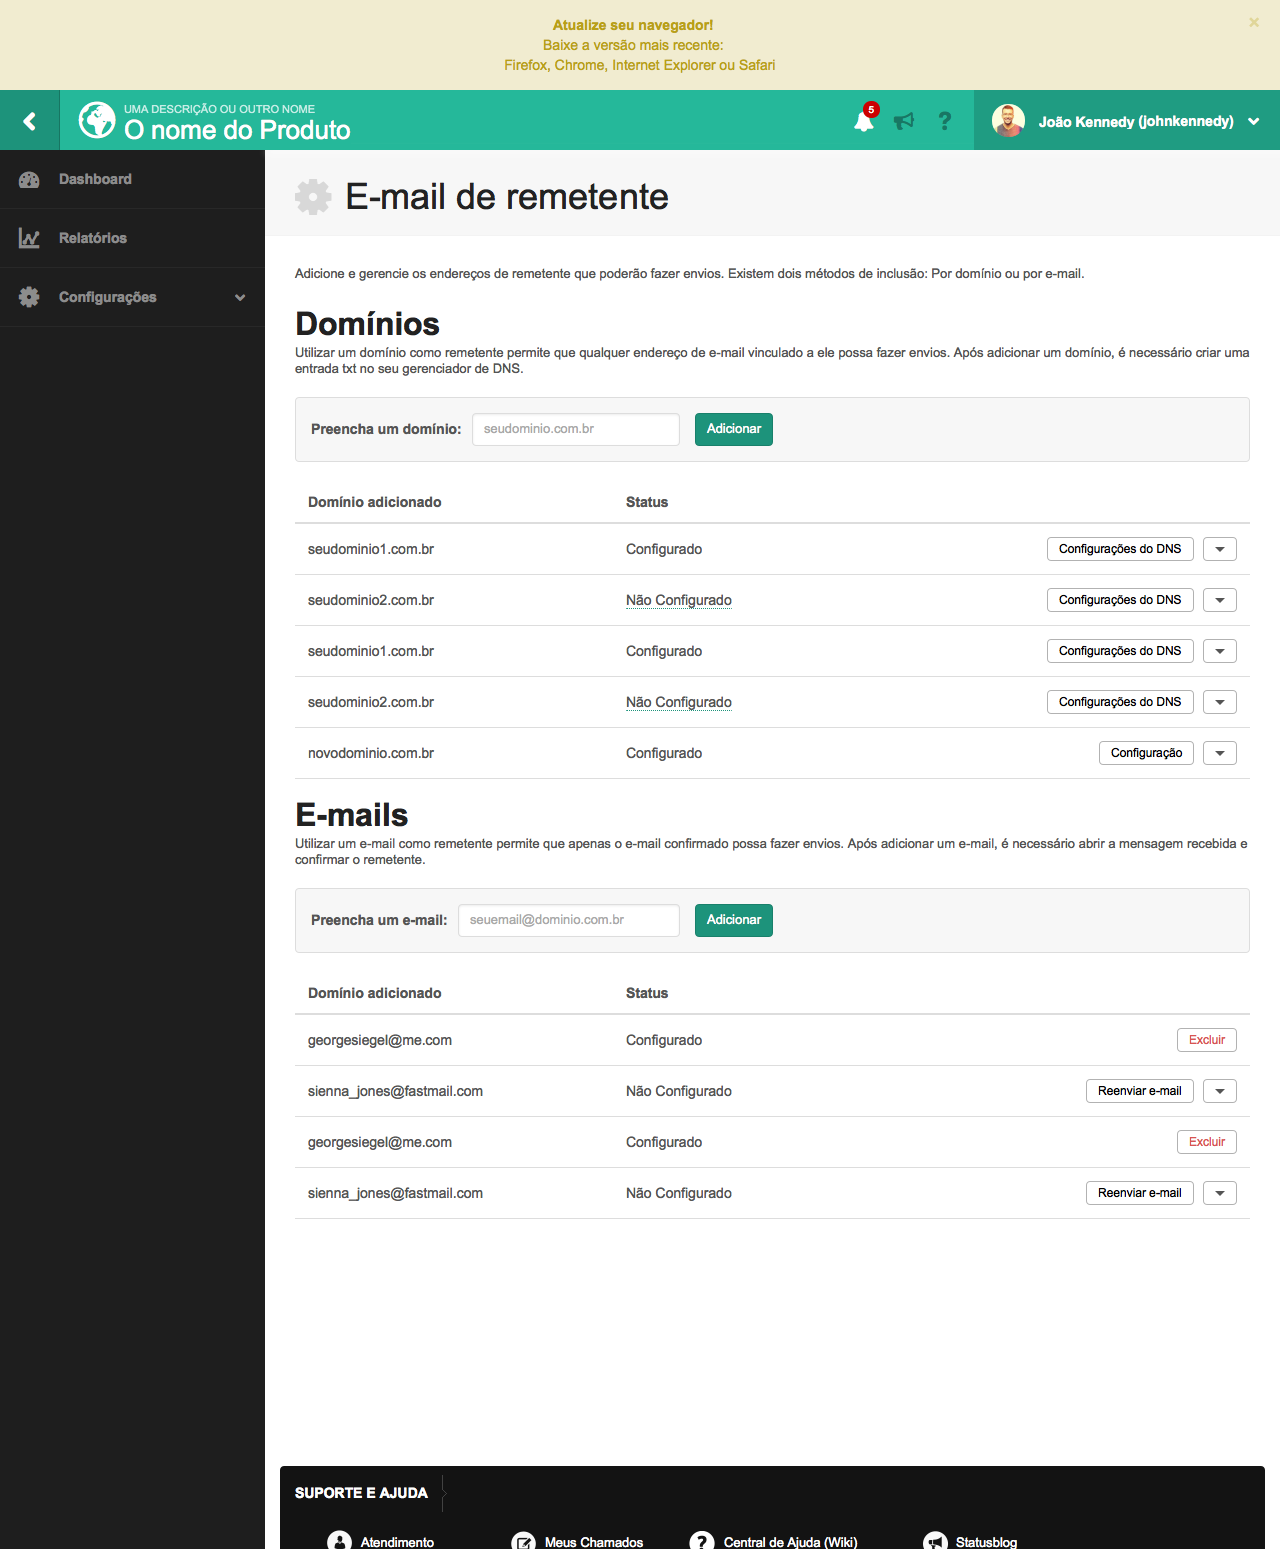 Atualize seu navegador!
Baixe a versão mais recente:
Firefox, Chrome, Internet Explorer ou Safari
×
UMA DESCRIÇÃO OU OUTRO NOME
O nome do Produto
5
João Kennedy (johnkennedy)
Dashboard
Relatórios
Configurações
E-mail de remetente
Adicione e gerencie os endereços de remetente que poderão fazer envios. Existem dois métodos de inclusão: Por domínio ou por e-mail.
Domínios
Utilizar um domínio como remetente permite que qualquer endereço de e-mail vinculado a ele possa fazer envios. Após adicionar um domínio, é necessário criar uma
entrada txt no seu gerenciador de DNS.
Preencha um domínio: seudominio.com.br Adicionar
Domínio adicionado Status
seudominio1.com.br Configurado Configurações do DNS
seudominio2.com.br Não Configurado Configurações do DNS
seudominio1.com.br Configurado Configurações do DNS
seudominio2.com.br Não Configurado Configurações do DNS
novodominio.com.br Configurado Configuração
E-mails
Utilizar um e-mail como remetente permite que apenas o e-mail confirmado possa fazer envios. Após adicionar um e-mail, é necessário abrir a mensagem recebida e
confirmar o remetente.
Preencha um e-mail: seuemail@dominio.com.br Adicionar
Domínio adicionado Status
georgesiegel@me.com Configurado Excluir
sienna_jones@fastmail.com Não Configurado Reenviar e-mail
georgesiegel@me.com Configurado Excluir
sienna_jones@fastmail.com Não Configurado Reenviar e-mail
SUPORTE E AJUDA
Atendimento Meus Chamados Central de Ajuda (Wiki) Statusblog